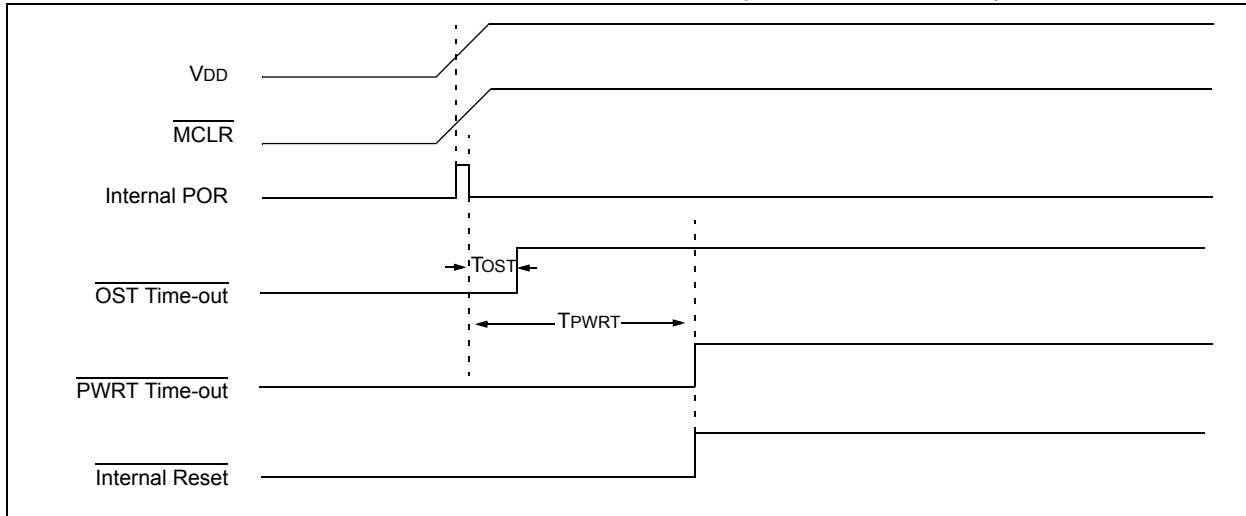 VDD
MCLR
Internal POR
TOST
OST Time-out
TPWRT
PWRT Time-out
Internal Reset